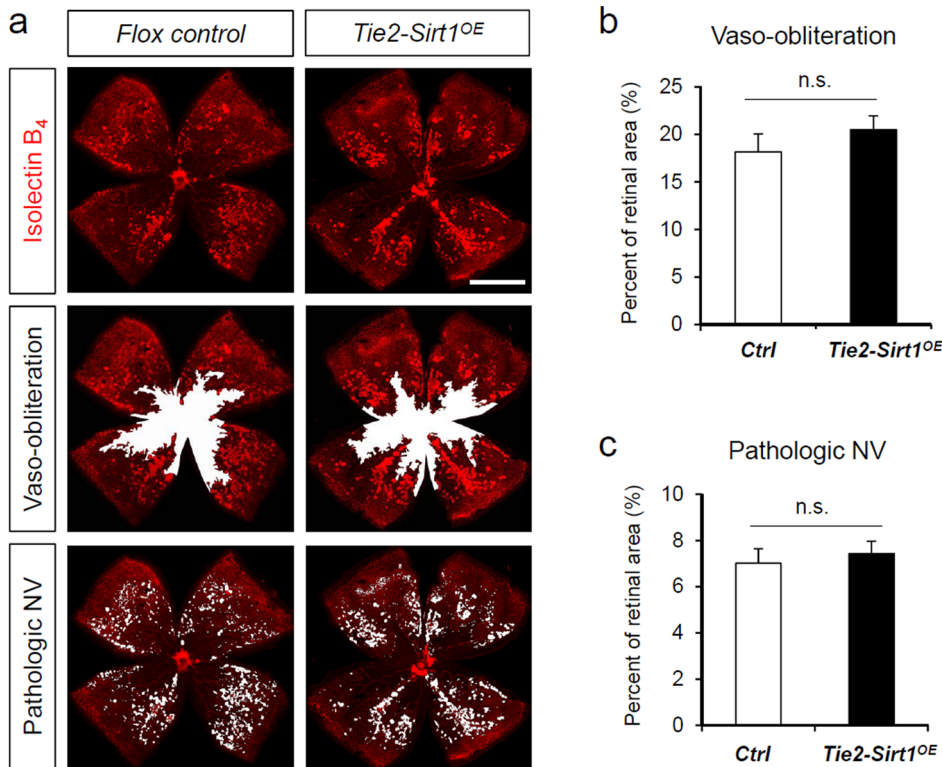 a
Flox control
Tie2-Sirt1OE
Isolectin B4
Vaso-obliteration
Pathologic NV
b
Vaso-obliteration
Percent of retinal area (%)
25
20
15
10
5
0
n.s.
Ctrl
Tie2-Sirt1OE
c
Pathologic NV
Percent of retinal area (%)
10
8
6
4
2
0
n.s.
Ctrl
Tie2-Sirt1OE